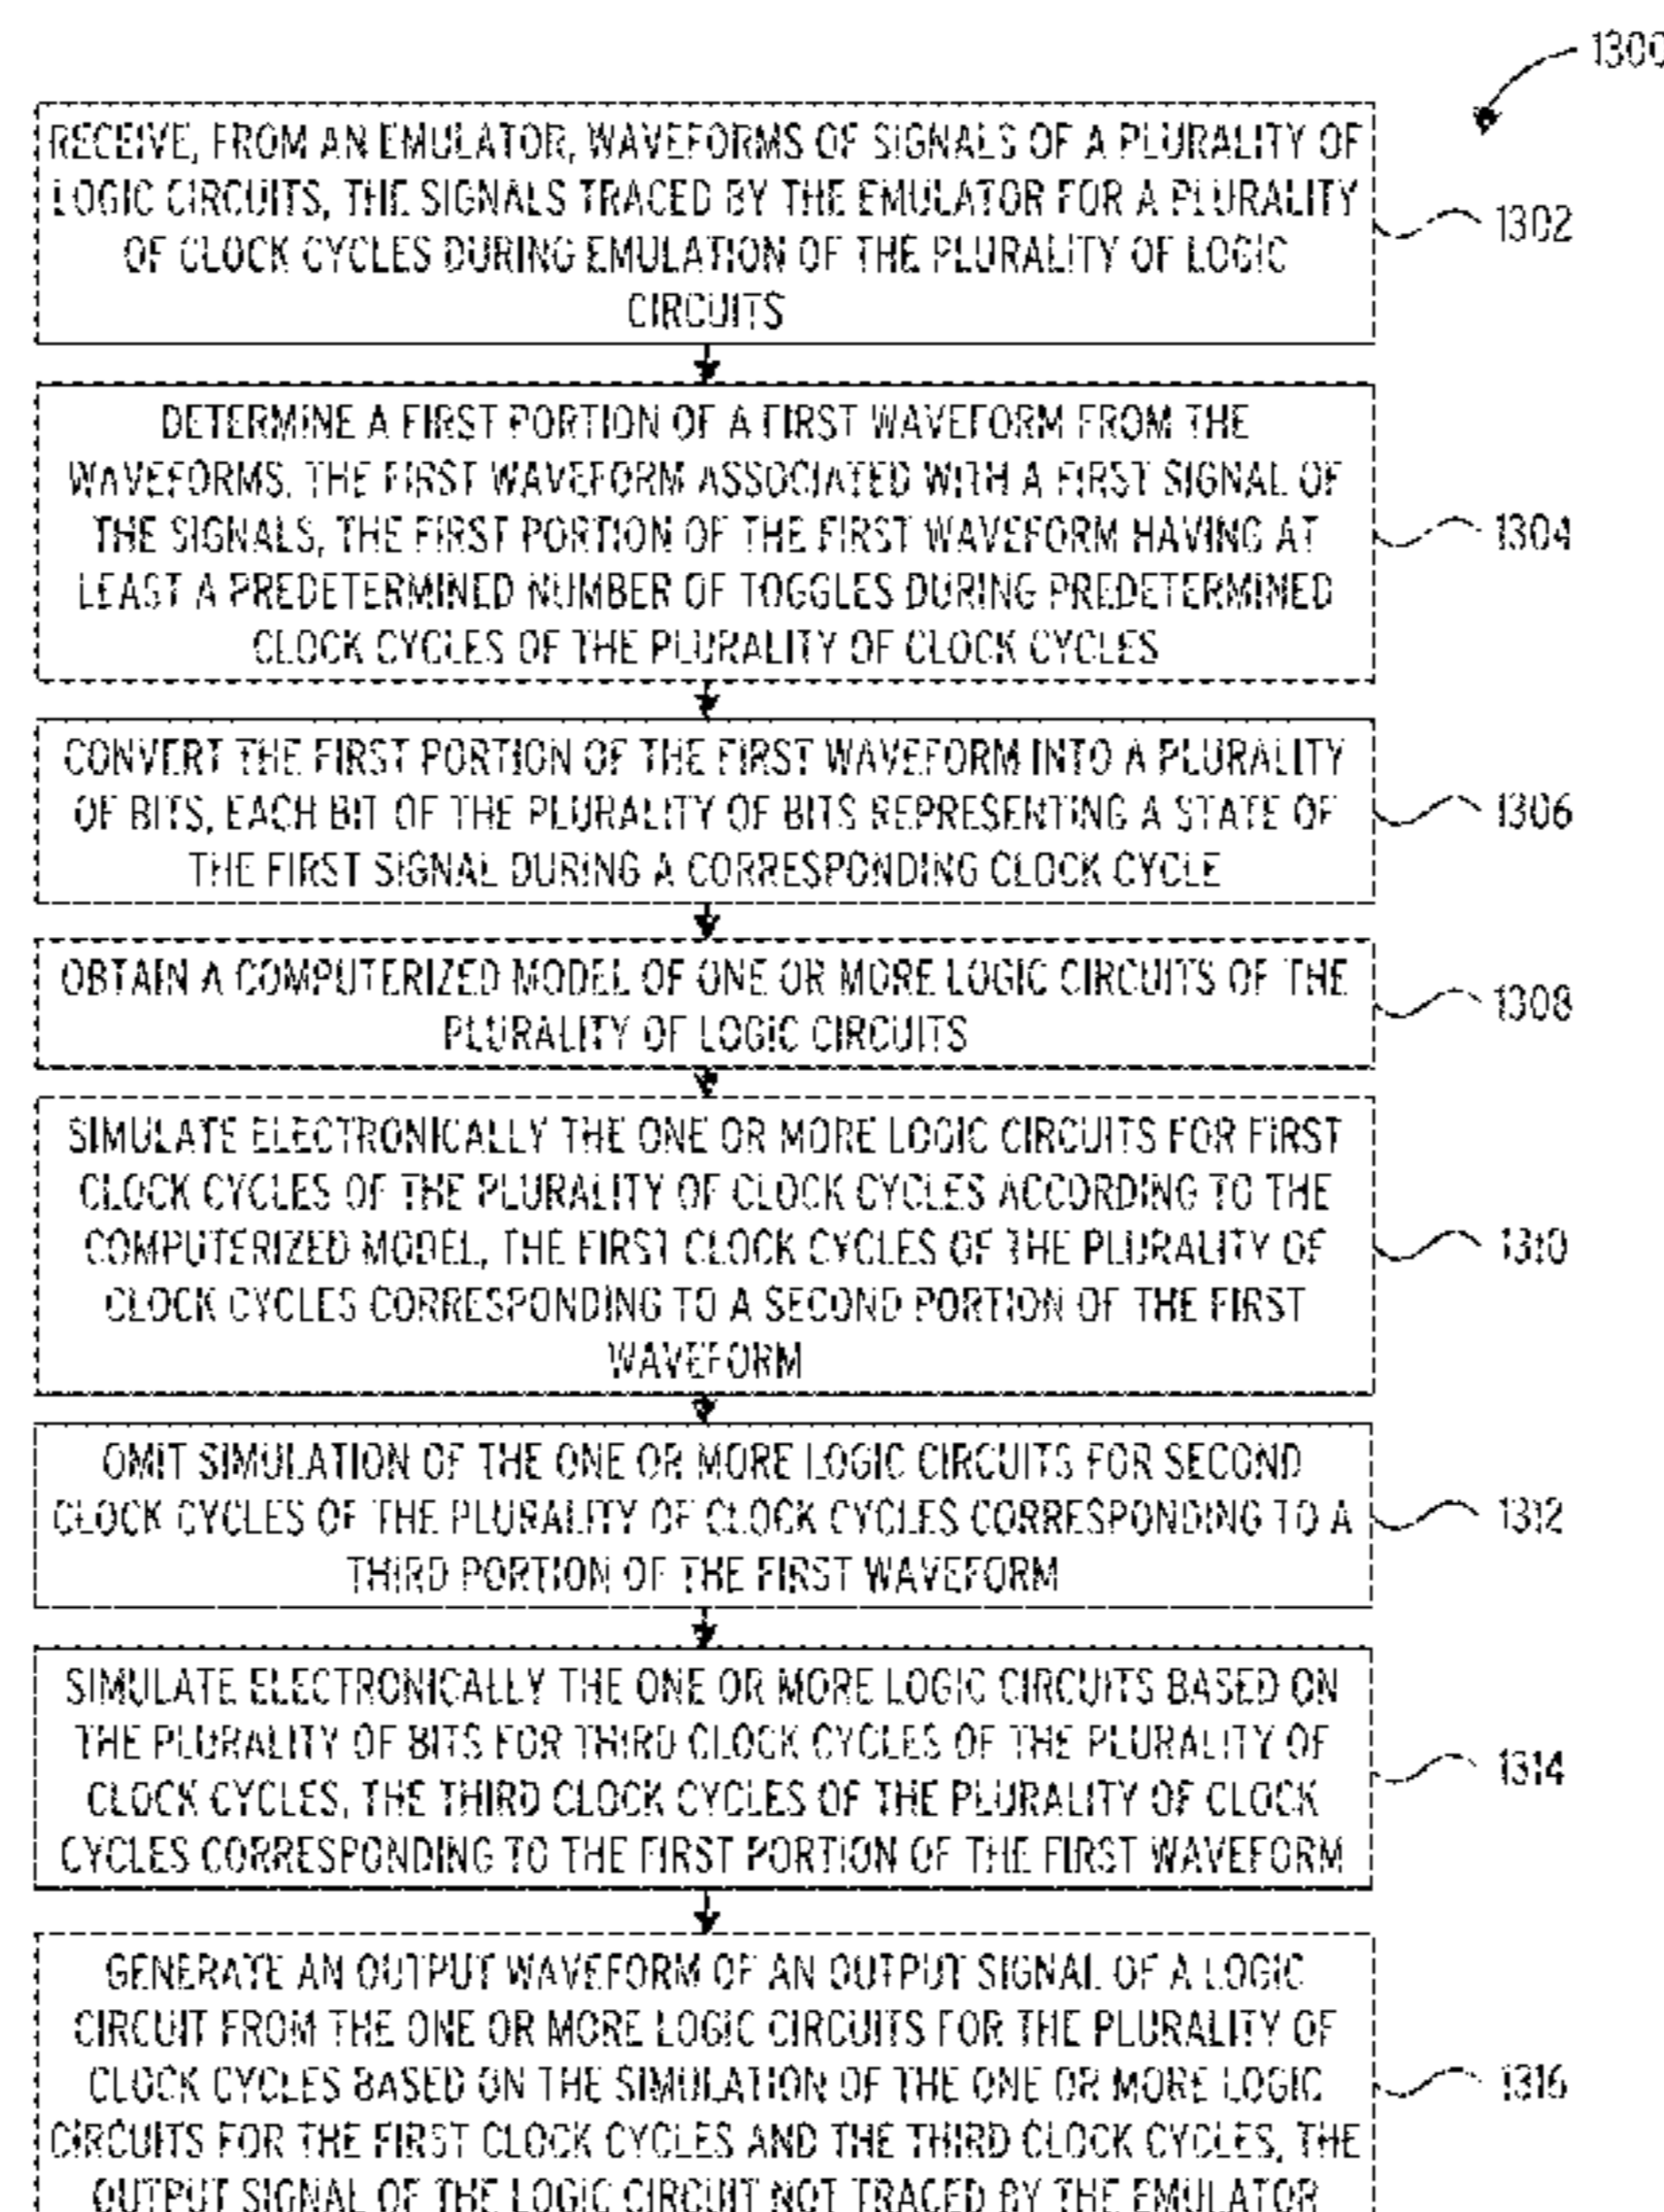 1300
RECEIVE, FROM AN EMULATOR, WAVEFORMS OF SIGNALS OF A PLURALITY OF
LOGIC CIRCUITS, THE SIGNALS TRACED BY THE EMULATOR FOR A PLURALITY
OF CLOCK CYCLES DURING EMULATION OF THE PLURALITY OF LOGIC
CIRCUITS
1302
DETERMINE A FIRST PORTION OF A FIRST WAVEFORM FROM THE
WAVEFORMS, THE FIRST WAVEFORM ASSOCIATED WITH A FIRST SIGNAL OF
THE SIGNALS, THE FIRST PORTION OF THE FIRST WAVEFORM HAVING AT
LEAST A PREDETERMINED NUMBER OF TOGGLES DURING PREDETERMINED
CLOCK CYCLES OF THE PLURALITY OF CLOCK CYCLES
1304
CONVERT THE FIRST PORTION OF THE FIRST WAVEFORM INTO A PLURALITY
OF BITS, EACH BIT OF THE PLURALITY OF BITS REPRESENTING A STATE OF
THE FIRST SIGNAL DURING A CORRESPONDING CLOCK CYCLE
1306
OBTAIN A COMPUTERIZED MODEL OF ONE OR MORE LOGIC CIRCUITS OF THE
PLURALITY OF LOGIC CIRCUITS
1308
SIMULATE ELECTRONICALLY THE ONE OR MORE LOGIC CIRCUITS FOR FIRST
CLOCK CYCLES OF THE PLURALITY OF CLOCK CYCLES ACCORDING TO THE
COMPUTERIZED MODEL, THE FIRST CLOCK CYCLES OF THE PLURALITY OF
CLOCK CYCLES CORRESPONDING TO A SECOND PORTION OF THE FIRST
WAVEFORM
1310
OMIT SIMULATION OF THE ONE OR MORE LOGIC CIRCUITS FOR SECOND
CLOCK CYCLES OF THE PLURALITY OF CLOCK CYCLES CORRESPONDING TO A
THIRD PORTION OF THE FIRST WAVEFORM
1312
SIMULATE ELECTRONICALLY THE ONE OR MORE LOGIC CIRCUITS BASED ON
THE PLURALITY OF BITS FOR THIRD CLOCK CYCLES OF THE PLURALITY OF
CLOCK CYCLES, THE THIRD CLOCK CYCLES OF THE PLURALITY OF CLOCK
CYCLES CORRESPONDING TO THE FIRST PORTION OF THE FIRST WAVEFORM
1314
GENERATE AN OUTPUT WAVEFORM OF AN OUTPUT SIGNAL OF A LOGIC
CIRCUIT FROM THE ONE OR MORE LOGIC CIRCUITS FOR THE PLURALITY OF
CLOCK CYCLES BASED ON THE SIMULATION OF THE ONE OR MORE LOGIC
CIRCUITS FOR THE FIRST CLOCK CYCLES AND THE THIRD CLOCK CYCLES, THE
OUTPUT SIGNAL OF THE LOGIC CIRCUIT NOT TRACED BY THE EMULATOR
1316